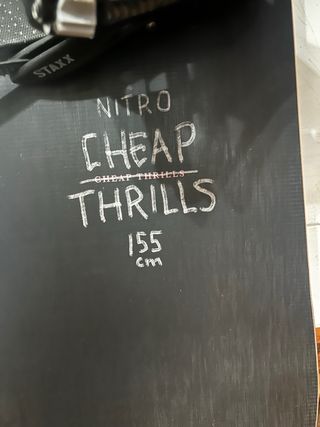 STAXX
NITRO
CHEAP
CHEAP THRILLS
THRILLS
155
cm